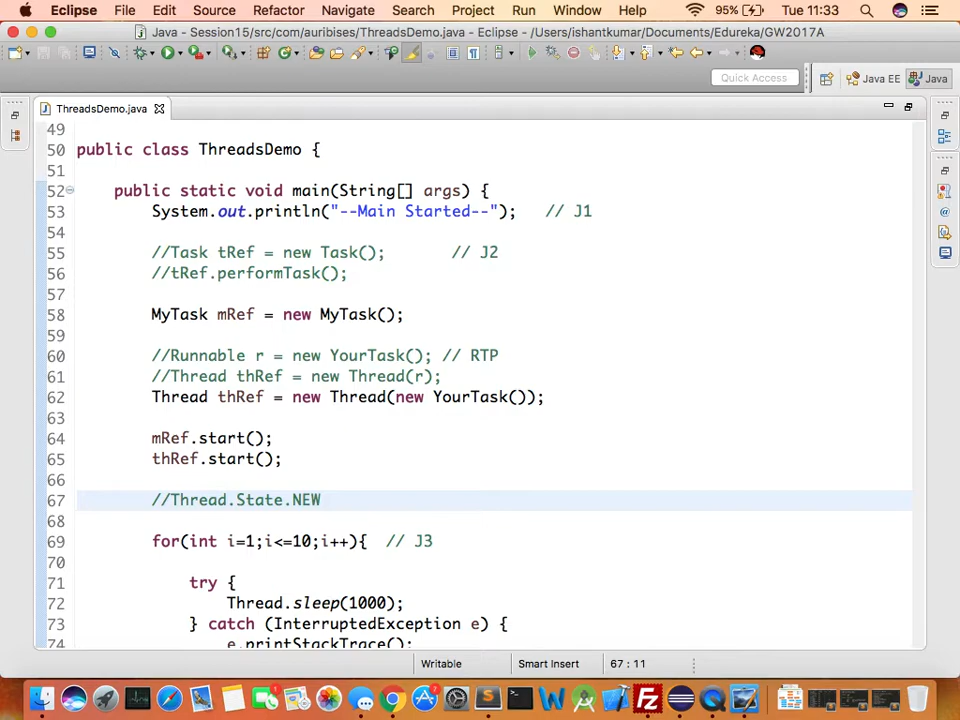 Eclipse File Edit Source Refactor Navigate Search Project Run Window Help 95% Tue 11:33
Java - Session15/src/com/auribises/ThreadsDemo.java - Eclipse - /Users/ishantkumar/Documents/Edureka/GW2017A
Quick Access Java EE Java
ThreadsDemo.java
49
50 public class ThreadsDemo {
51
52 public static void main(String[] args) {
53 System.out.println("--Main Started--"); // J1
54
55 //Task tRef = new Task(); // J2
56 //tRef.performTask();
57
58 MyTask mRef = new MyTask();
59
60 //Runnable r = new YourTask(); // RTP
61 //Thread thRef = new Thread(r);
62 Thread thRef = new Thread(new YourTask());
63
64 mRef.start();
65 thRef.start();
66
67 //Thread.State.NEW
68
69 for(int i=1;i<=10;i++){ // J3
70
71 try {
72 Thread.sleep(1000);
73 } catch (InterruptedException e) {
74 e.printStackTrace();
Writable Smart Insert 67 : 11